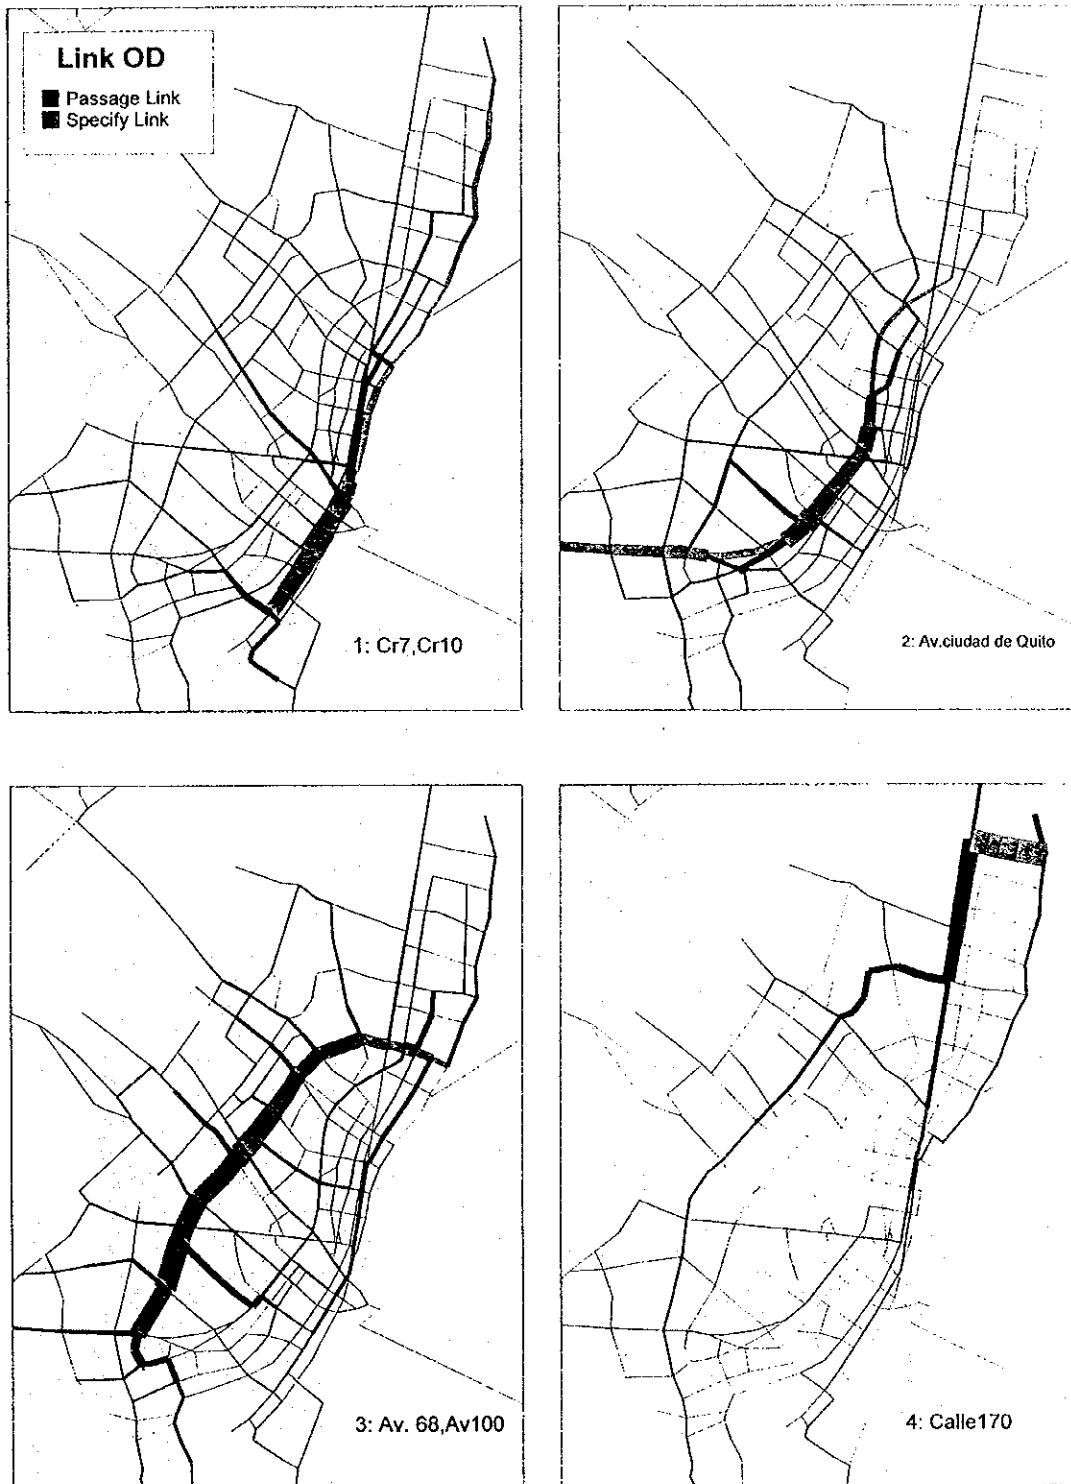 Link OD
Passage Link
Specify Link
1: Cr7,Cr10
2: Av.ciudad de Quito
3: Av. 68,Av100
4: Calle170